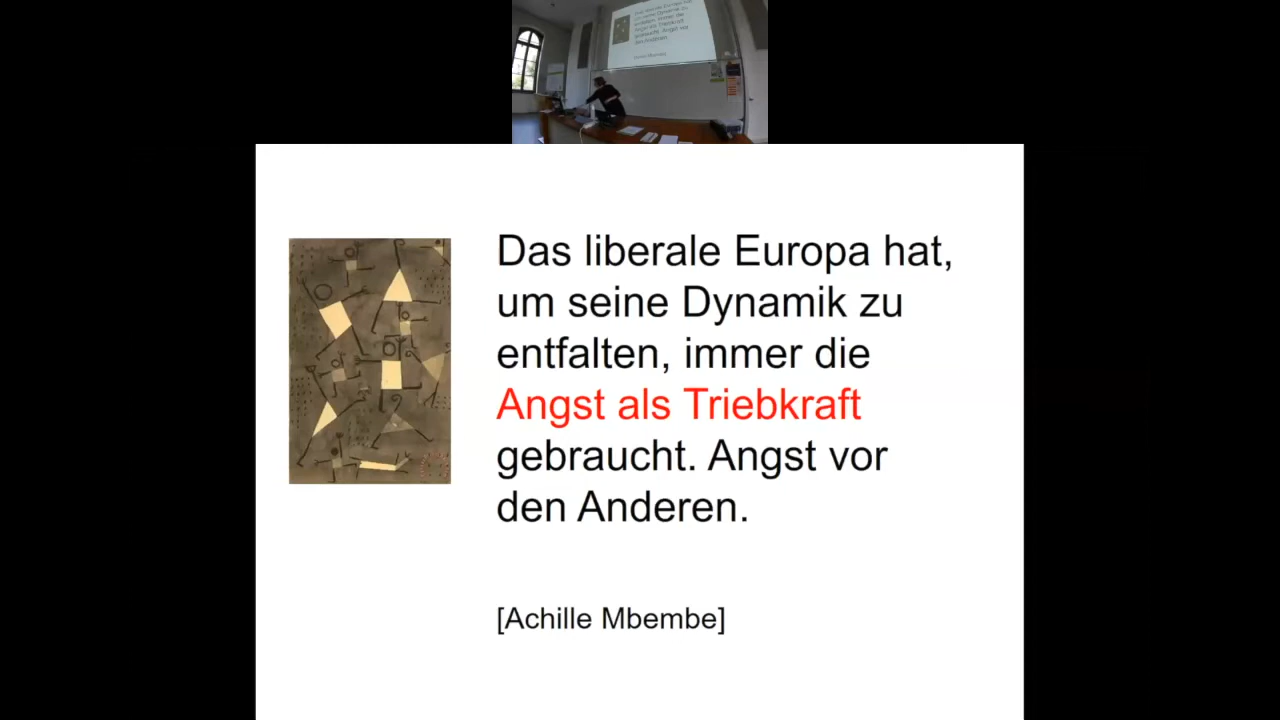 Das liberale Europa hat,
um seine Dynamik zu
entfalten, immer die
Angst als Triebkraft
gebraucht. Angst vor
den Anderen.
[Achille Mbembe]